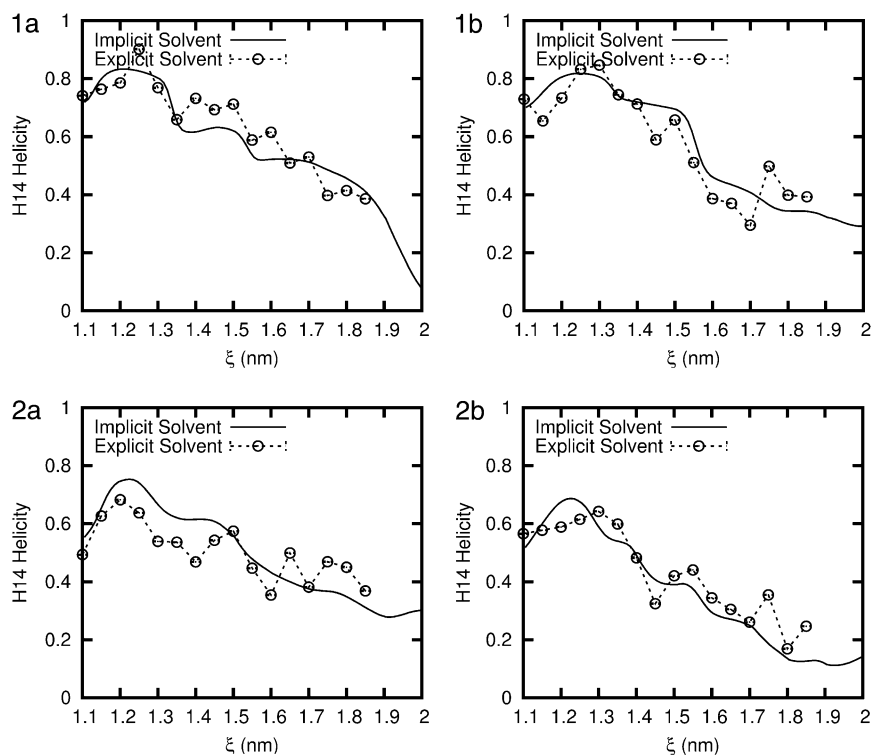 1a
Implicit Solvent
Explicit Solvent
H14 Helicity
1
0.8
0.6
0.4
0.2
0
1.1 1.2 1.3 1.4 1.5 1.6 1.7 1.8 1.9 2
ξ (nm)
1b
Implicit Solvent
Explicit Solvent
H14 Helicity
1
0.8
0.6
0.4
0.2
0
1.1 1.2 1.3 1.4 1.5 1.6 1.7 1.8 1.9 2
ξ (nm)
2a
Implicit Solvent
Explicit Solvent
H14 Helicity
1
0.8
0.6
0.4
0.2
0
1.1 1.2 1.3 1.4 1.5 1.6 1.7 1.8 1.9 2
ξ (nm)
2b
Implicit Solvent
Explicit Solvent
H14 Helicity
1
0.8
0.6
0.4
0.2
0
1.1 1.2 1.3 1.4 1.5 1.6 1.7 1.8 1.9 2
ξ (nm)